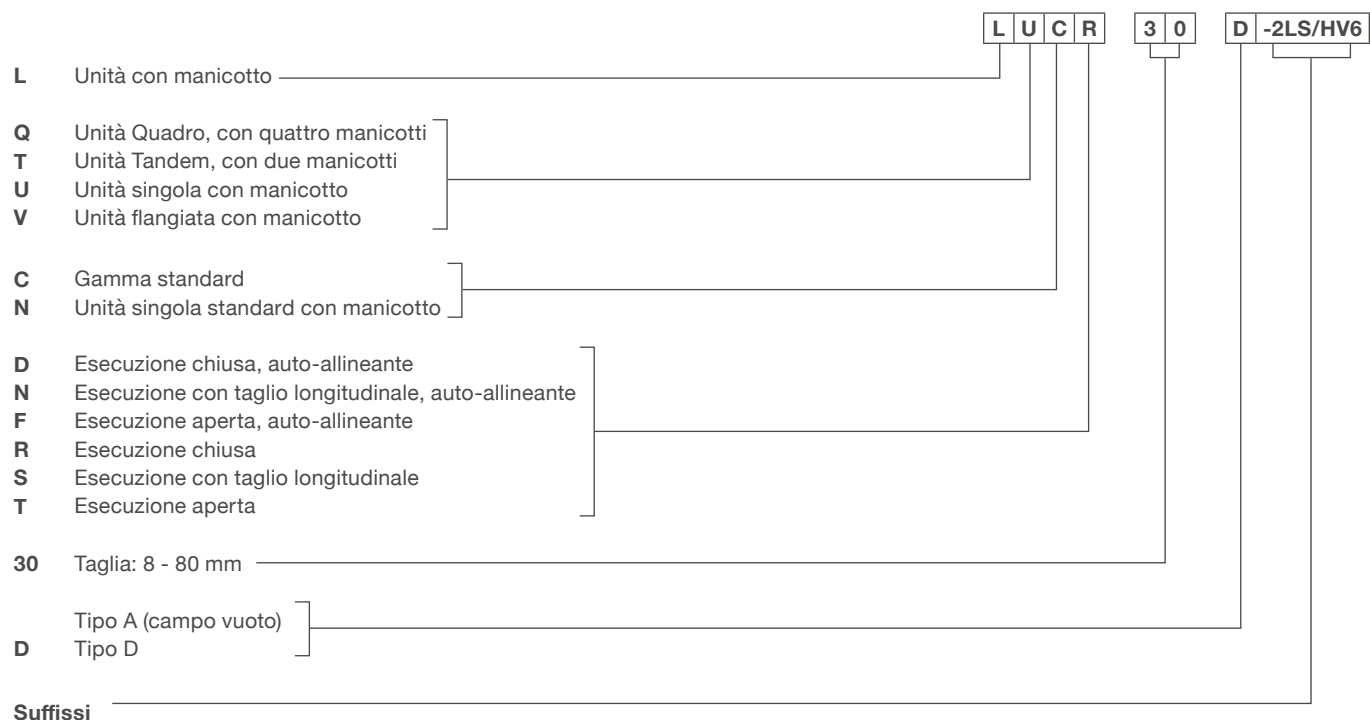 L U C R 3 0 D -2LS/HV6
L Unità con manicotto
Q Unità Quadro, con quattro manicotti
T Unità Tandem, con due manicotti
U Unità singola con manicotto
V Unità flangiata con manicotto
C Gamma standard
N Unità singola standard con manicotto
D Esecuzione chiusa, auto-allineante
N Esecuzione con taglio longitudinale, auto-allineante
F Esecuzione aperta, auto-allineante
R Esecuzione chiusa
S Esecuzione con taglio longitudinale
T Esecuzione aperta
30 Taglia: 8 - 80 mm
Tipo A (campo vuoto)
D Tipo D
Suffissi